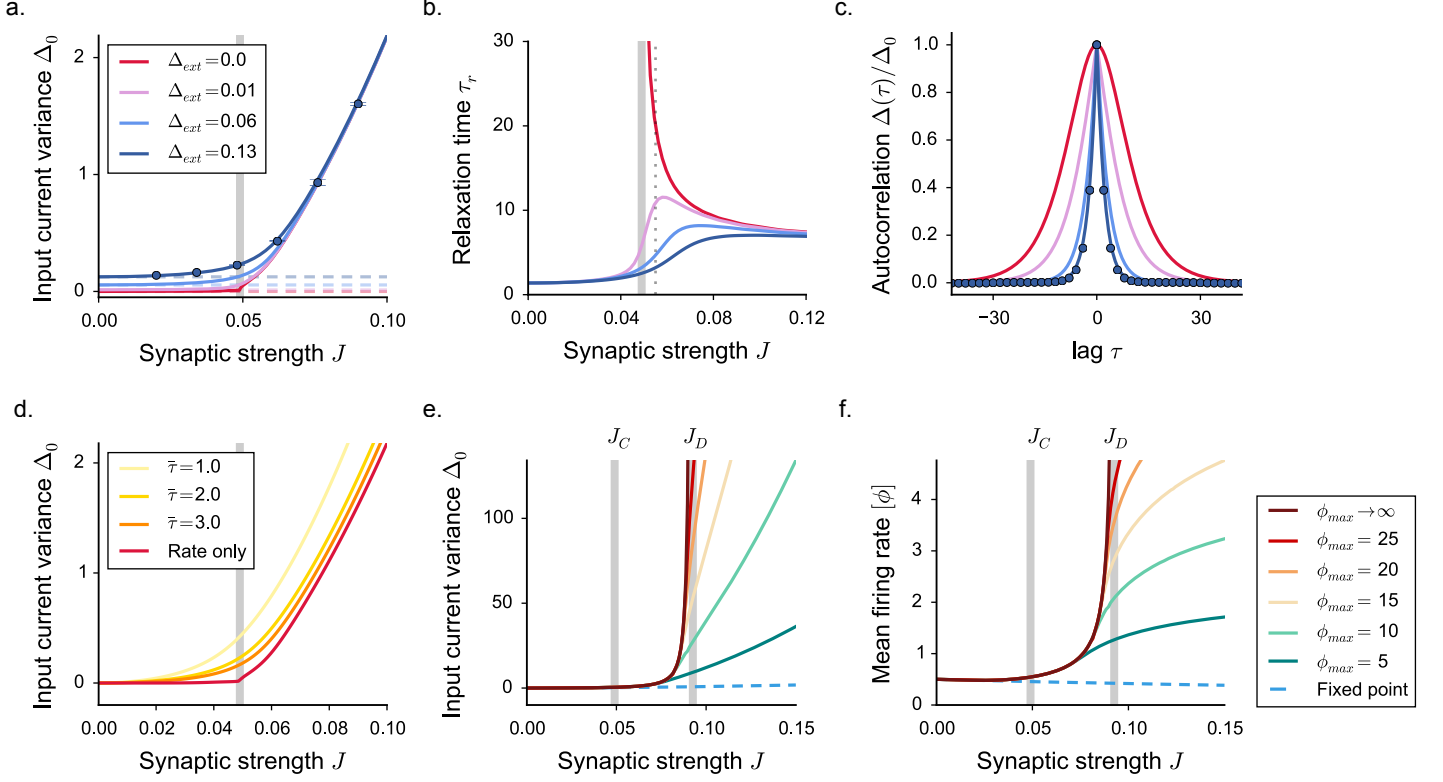 a.
Input current variance Δ₀
2
1
0
Δext=0.0
Δext=0.01
Δext=0.06
Δext=0.13
0.00
0.05
0.10
Synaptic strength J
b.
Relaxation time τᵣ
30
20
10
0
0.00
0.04
0.08
0.12
Synaptic strength J
c.
Autocorrelation Δ(τ)/Δ₀
1.0
0.8
0.6
0.4
0.2
0.0
−30
0
30
lag τ
d.
Input current variance Δ₀
2
1
0
τ̄=1.0
τ̄=2.0
τ̄=3.0
Rate only
0.00
0.02
0.04
0.06
0.08
0.10
Synaptic strength J
e.
Input current variance Δ₀
J_C
J_D
100
50
0
0.00
0.05
0.10
0.15
Synaptic strength J
f.
Mean firing rate [ϕ]
J_C
J_D
4
3
2
1
0
0.00
0.05
0.10
0.15
Synaptic strength J
ϕmax→∞
ϕmax= 25
ϕmax= 20
ϕmax= 15
ϕmax= 10
ϕmax= 5
Fixed point